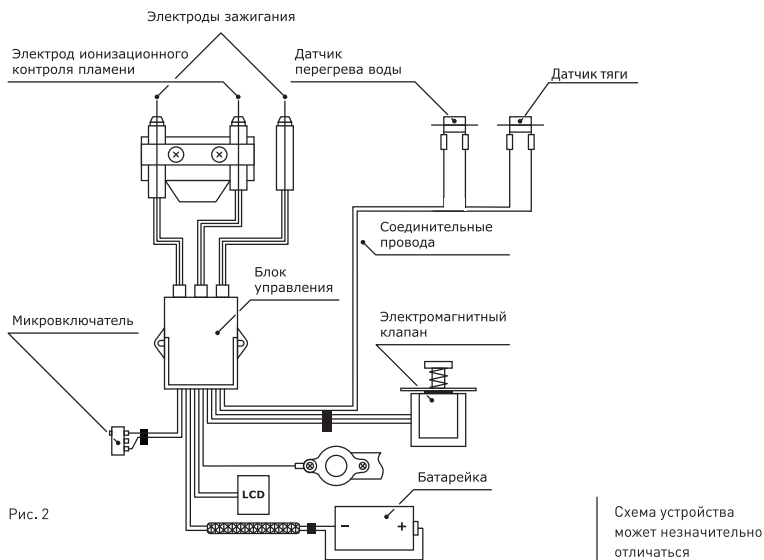 Электроды зажигания
Электрод ионизационного
контроля пламени
Датчик
перегрева воды
Датчик тяги
Соединительные
провода
Блок
управления
Микровключатель
Электромагнитный
клапан
LCD
Батарейка
− +
Рис. 2
Схема устройства
может незначительно
отличаться